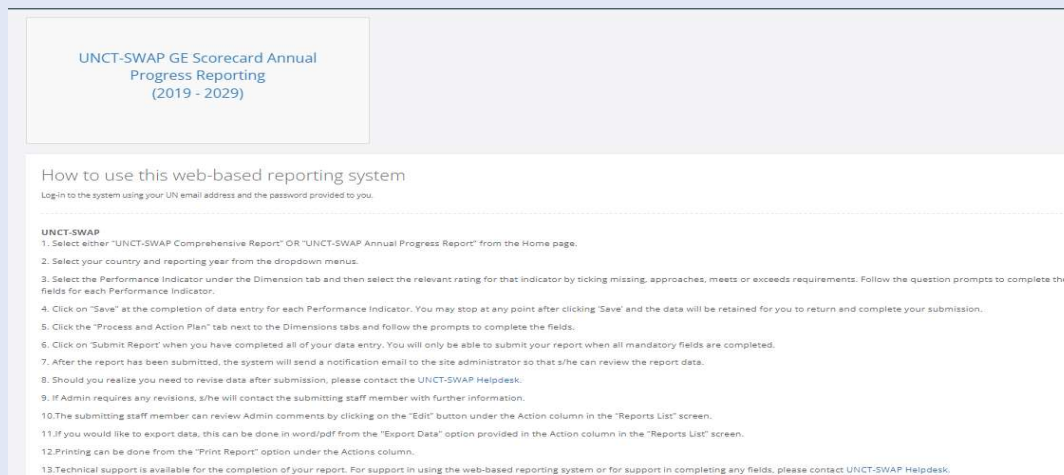 UNCT-SWAP GE Scorecard Annual
Progress Reporting
(2019 - 2029)
How to use this web-based reporting system
Log-in to the system using your UN email address and the password provided to you.
UNCT-SWAP
1. Select either "UNCT-SWAP Comprehensive Report" OR "UNCT-SWAP Annual Progress Report" from the Home page.
2. Select your country and reporting year from the dropdown menus.
3. Select the Performance Indicator under the Dimension tab and then select the relevant rating for that indicator by ticking missing, approaches, meets or exceeds requirements. Follow the question prompts to complete the
fields for each Performance Indicator.
4. Click on "Save" at the completion of data entry for each Performance Indicator. You may stop at any point after clicking 'Save' and the data will be retained for you to return and complete your submission.
5. Click the "Process and Action Plan" tab next to the Dimensions tabs and follow the prompts to complete the fields.
6. Click on 'Submit Report' when you have completed all of your data entry. You will only be able to submit your report when all mandatory fields are completed.
7. After the report has been submitted, the system will send a notification email to the site administrator so that s/he can review the report data.
8. Should you realize you need to revise data after submission, please contact the UNCT-SWAP Helpdesk.
9. If Admin requires any revisions, s/he will contact the submitting staff member with further information.
10.The submitting staff member can review Admin comments by clicking on the "Edit" button under the Action column in the "Reports List" screen.
11.If you would like to export data, this can be done in word/pdf from the "Export Data" option provided in the Action column in the "Reports List" screen.
12.Printing can be done from the "Print Report" option under the Actions column.
13.Technical support is available for the completion of your report. For support in using the web-based reporting system or for support in completing any fields, please contact UNCT-SWAP Helpdesk.